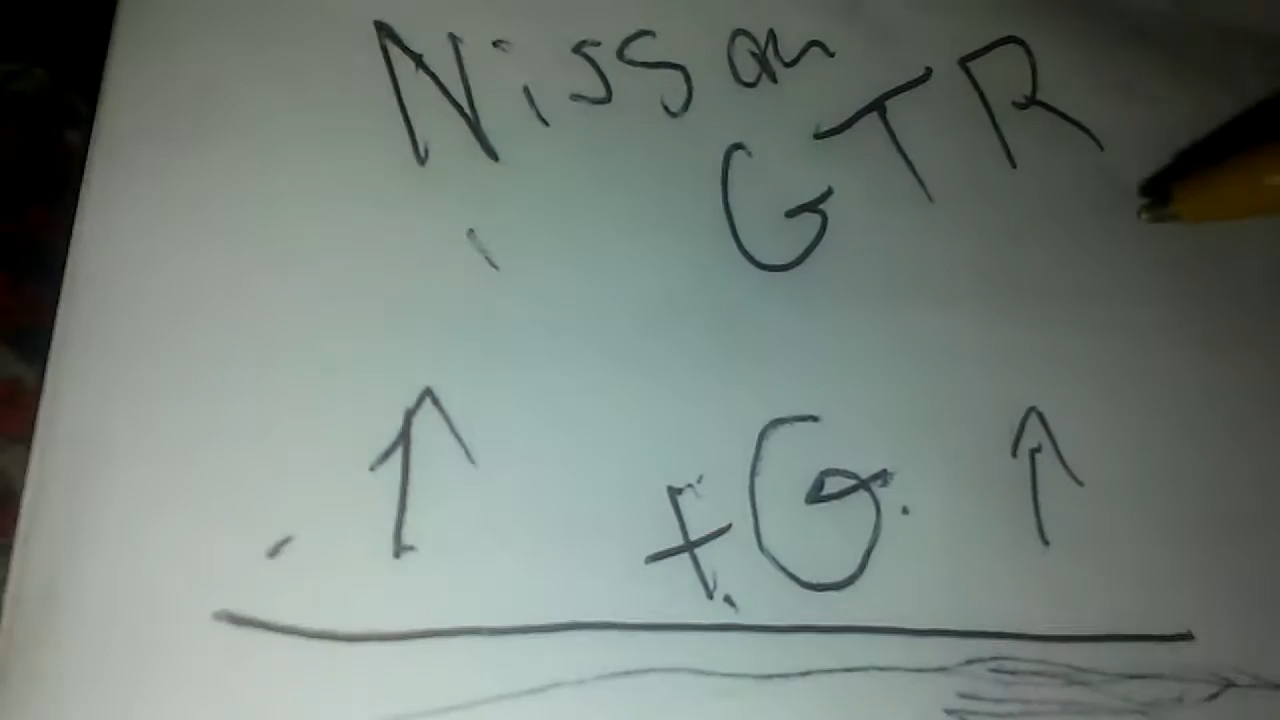 Nissan
GTR
↑ +G. ↑